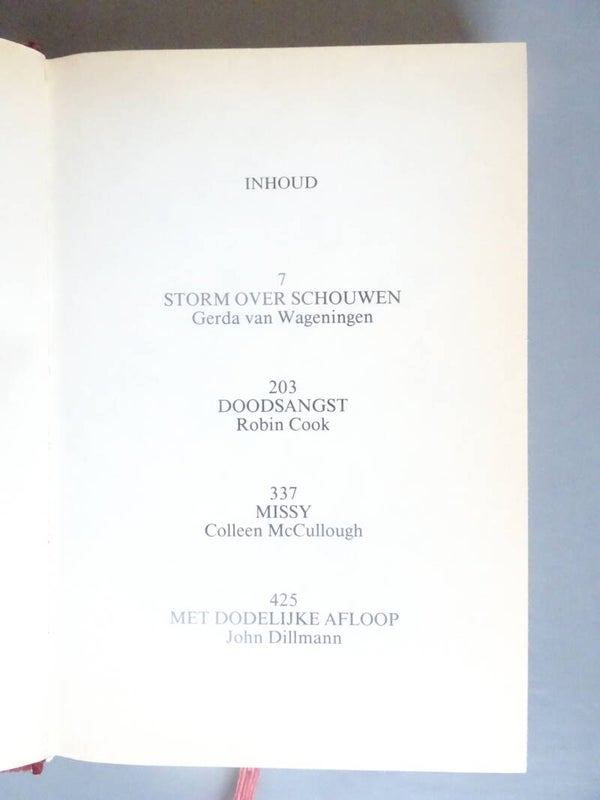 INHOUD
7
STORM OVER SCHOUWEN
Gerda van Wageningen
203
DOODSANGST
Robin Cook
337
MISSY
Colleen McCullough
425
MET DODELIJKE AFLOOP
John Dillmann